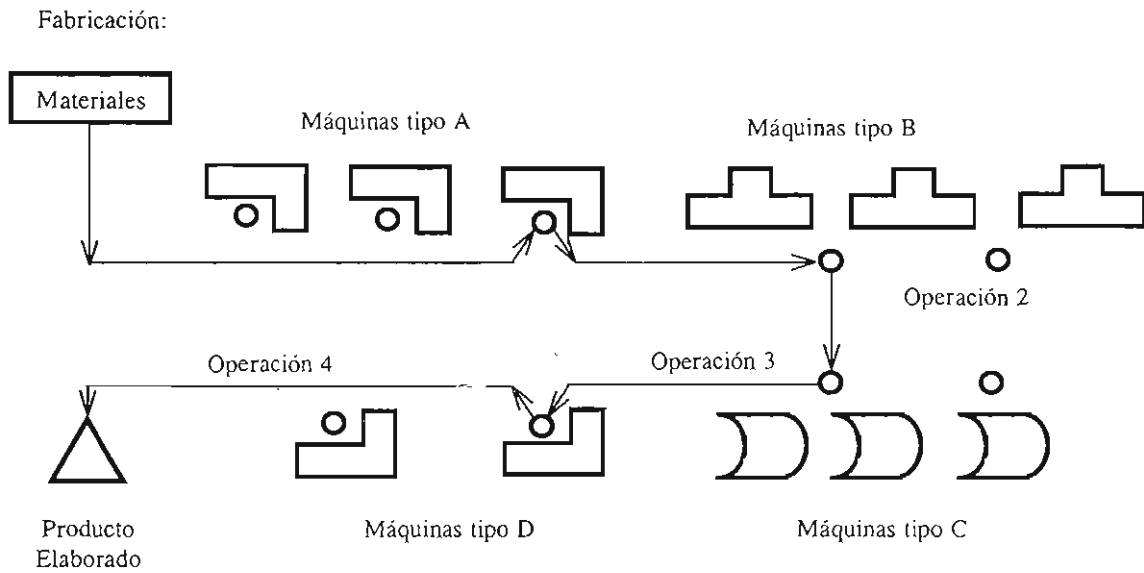 Fabricación:
Materiales
Máquinas tipo A
Máquinas tipo B
Operación 2
Operación 4
Operación 3
Producto
Elaborado
Máquinas tipo D
Máquinas tipo C